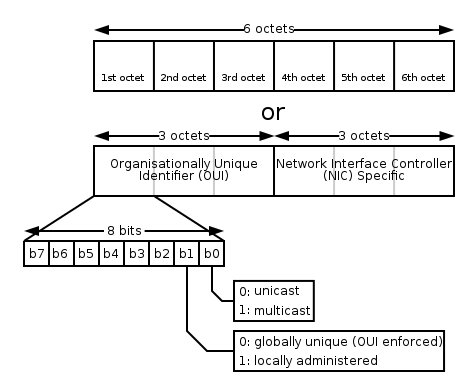 6 octets
1st octet 2nd octet 3rd octet 4th octet 5th octet 6th octet
or
3 octets 3 octets
Organisationally Unique Network Interface Controller
Identifier (OUI) (NIC) Specific
8 bits
b7 b6 b5 b4 b3 b2 b1 b0
0: unicast
1: multicast
0: globally unique (OUI enforced)
1: locally administered